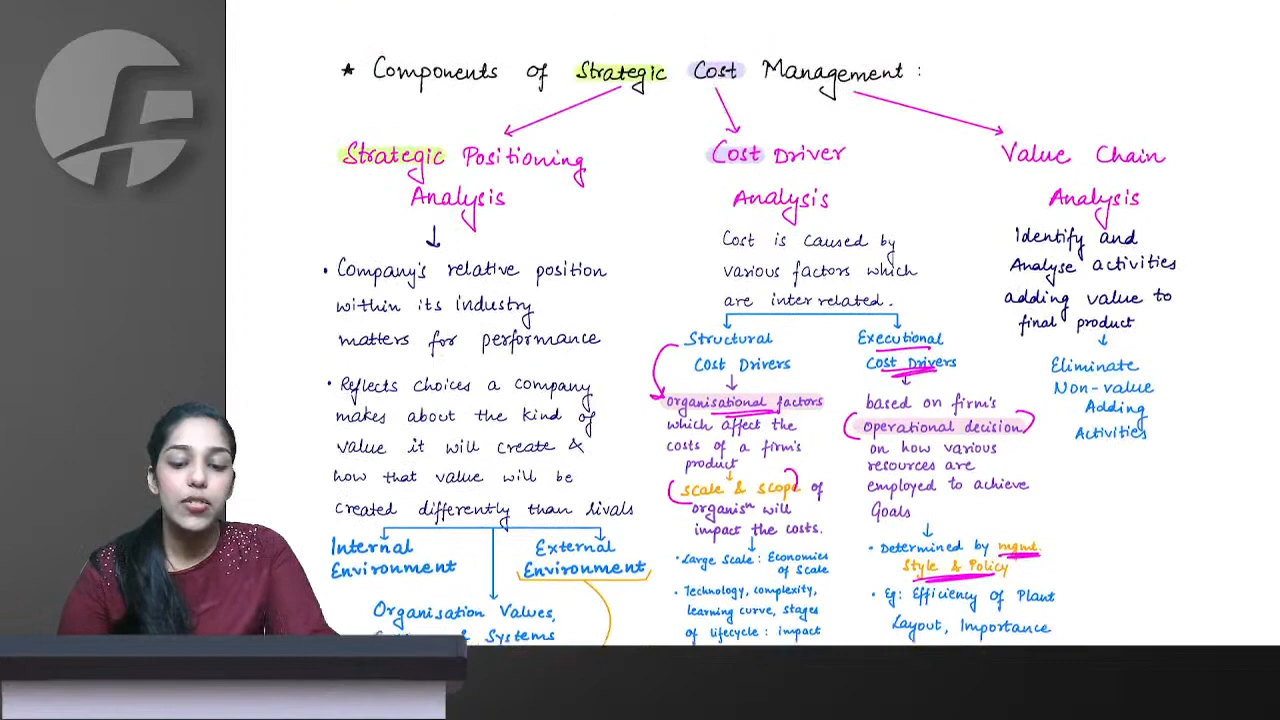 ★ Components of Strategic Cost Management :
Strategic Positioning
Analysis
• Company's relative position
within its industry
matters for performance
• Reflects choices a company
makes about the kind of
value it will create &
how that value will be
created differently than rivals
Internal
Environment
External
Environment
Organisation Values,
& Systems
Cost Driver
Analysis
Cost is caused by
various factors which
are interrelated.
Structural
Cost Drivers
organisational factors
which affect the
costs of a firm's
product
scale & scope of
organisⁿ will
impact the costs.
• Large scale : Economies
of scale
• Technology, complexity,
learning curve, stages
of lifecycle : impact
Executional
Cost Drivers
based on firm's
operational decision
on how various
resources are
employed to achieve
Goals
• Determined by mgmt.
Style & Policy
• Eg: Efficiency of Plant
Layout, Importance
Value Chain
Analysis
Identify and
Analyse activities
adding value to
final product
Eliminate
Non-value
Adding
Activities